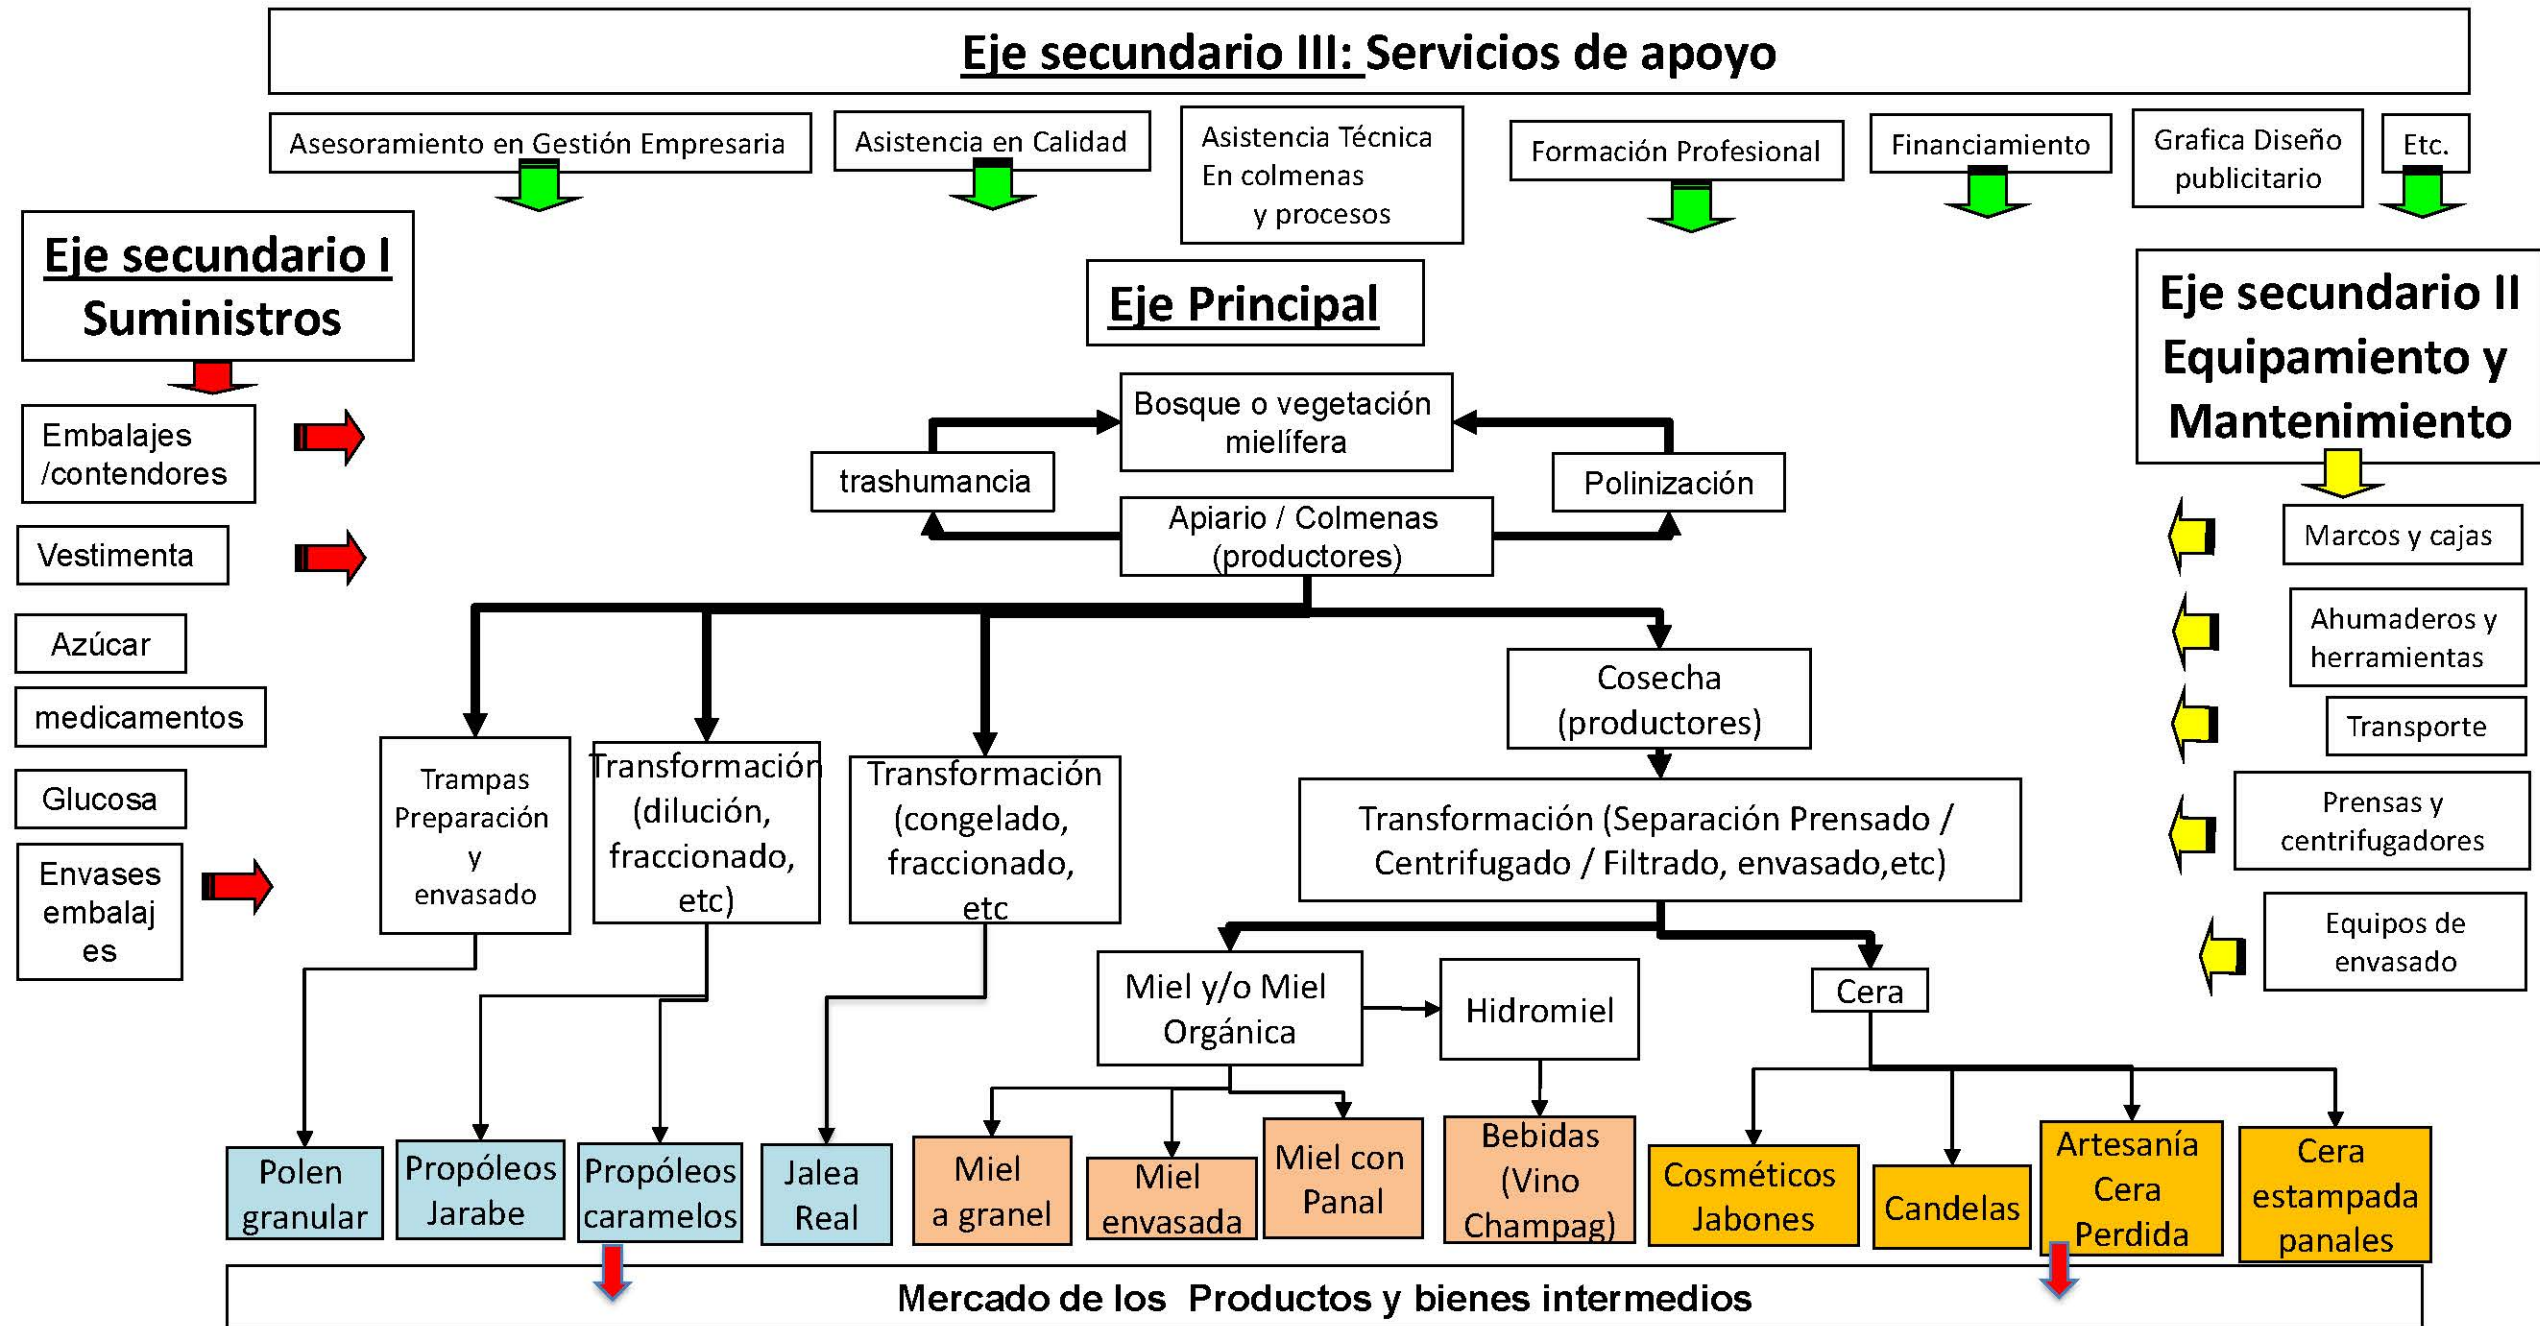 Eje secundario III: Servicios de apoyo
Asesoramiento en Gestión Empresaria
Asistencia en Calidad
Asistencia Técnica
En colmenas
y procesos
Formación Profesional
Financiamiento
Grafica Diseño
publicitario
Etc.
Eje secundario I
Suministros
Eje Principal
Eje secundario II
Equipamiento y
Mantenimiento
Embalajes
/contendores
Vestimenta
Azúcar
medicamentos
Glucosa
Envases
embalaj
es
Bosque o vegetación
mielífera
trashumancia
Polinización
Apiario / Colmenas
(productores)
Marcos y cajas
Ahumaderos y
herramientas
Transporte
Prensas y
centrifugadores
Equipos de
envasado
Cosecha
(productores)
Trampas
Preparación
y
envasado
Transformación
(dilución,
fraccionado,
etc)
Transformación
(congelado,
fraccionado,
etc
Transformación (Separación Prensado /
Centrifugado / Filtrado, envasado,etc)
Miel y/o Miel
Orgánica
Hidromiel
Cera
Polen
granular
Propóleos
Jarabe
Propóleos
caramelos
Jalea
Real
Miel
a granel
Miel
envasada
Miel con
Panal
Bebidas
(Vino
Champag)
Cosméticos
Jabones
Candelas
Artesanía
Cera
Perdida
Cera
estampada
panales
Mercado de los Productos y bienes intermedios